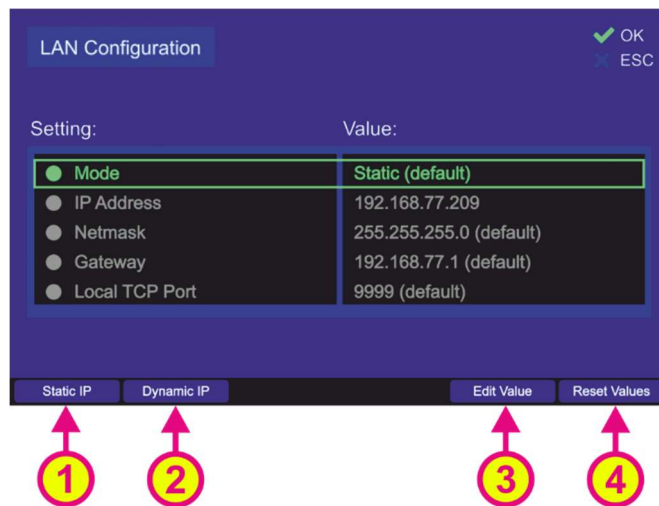 LAN Configuration
OK
ESC
Setting: Value:
Mode Static (default)
IP Address 192.168.77.209
Netmask 255.255.255.0 (default)
Gateway 192.168.77.1 (default)
Local TCP Port 9999 (default)
Static IP Dynamic IP Edit Value Reset Values
1 2 3 4